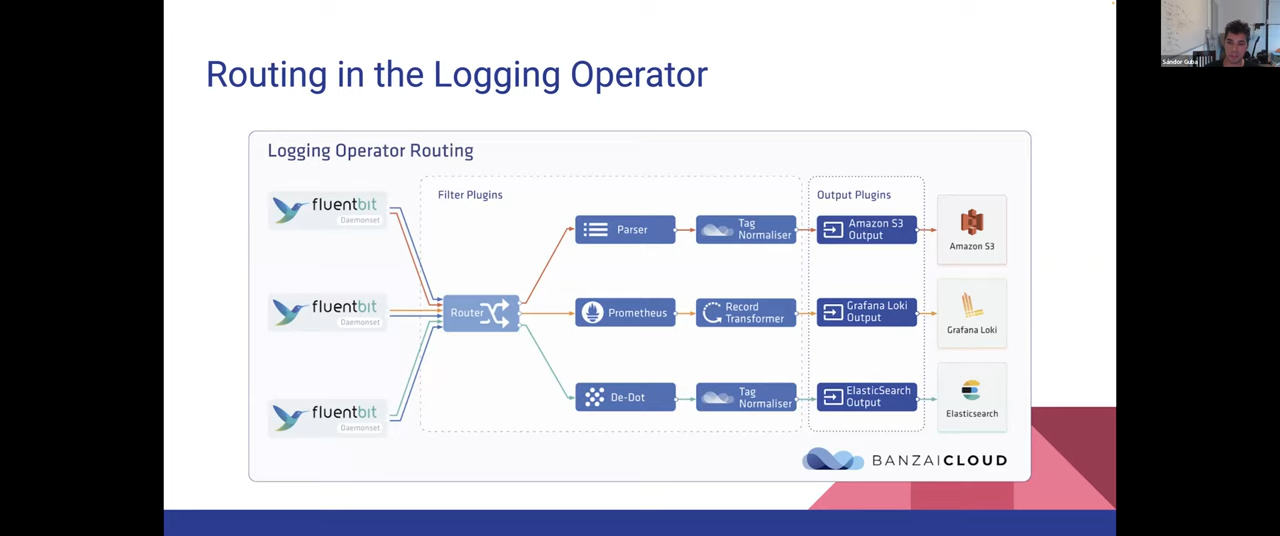 Routing in the Logging Operator
Sándor Guba
Logging Operator Routing
fluentbit
Daemonset
fluentbit
Daemonset
fluentbit
Daemonset
Filter Plugins
Router
Parser
Tag
Normaliser
Prometheus
Record
Transformer
De-Dot
Tag
Normaliser
Output Plugins
Amazon S3
Output
Grafana Loki
Output
ElasticSearch
Output
Amazon S3
Grafana Loki
Elasticsearch
BANZAICLOUD